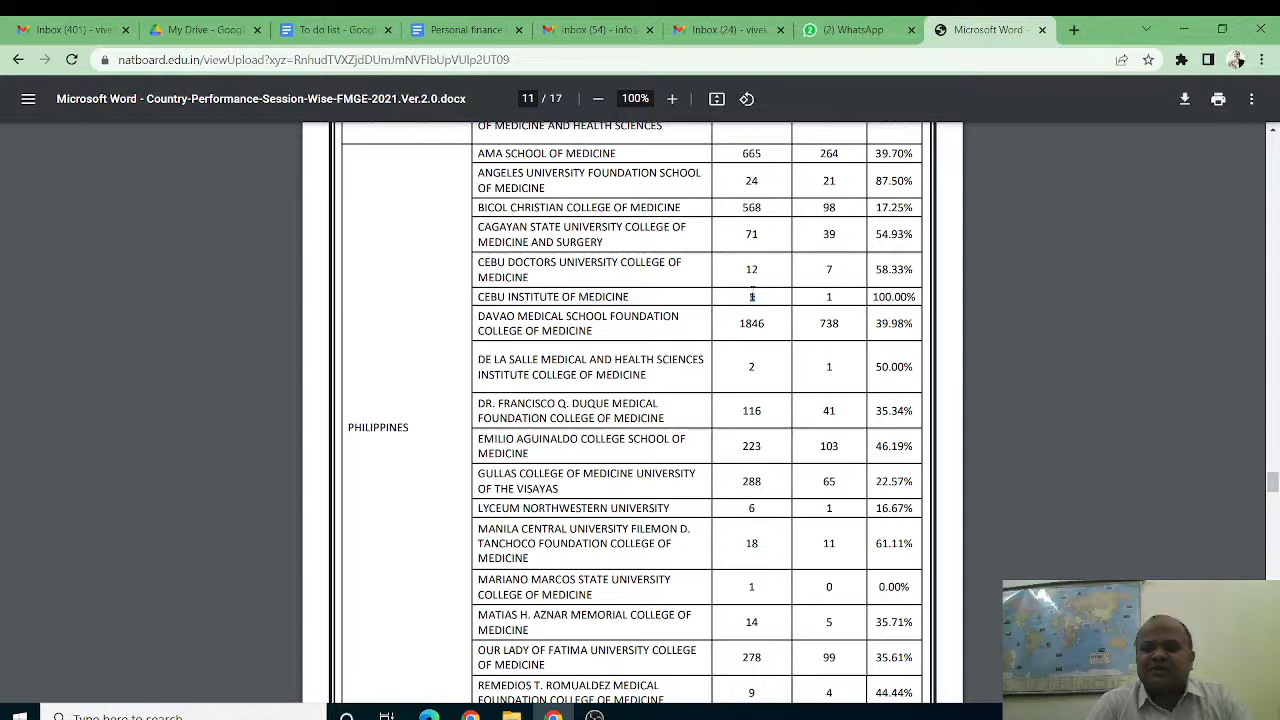 Inbox (401) - vive
My Drive - Googl
To do list - Googl
Personal finance
Inbox (54) - info@
Inbox (24) - vivek
(2) WhatsApp
Microsoft Word -
natboard.edu.in/viewUpload?xyz=RnhudTVXZjdDUmJmNVFIbUpVUlp2UT09
Microsoft Word - Country-Performance-Session-Wise-FMGE-2021.Ver.2.0.docx
11 / 17
100%
OF MEDICINE AND HEALTH SCIENCES
PHILIPPINES
AMA SCHOOL OF MEDICINE 665 264 39.70%
ANGELES UNIVERSITY FOUNDATION SCHOOL
OF MEDICINE 24 21 87.50%
BICOL CHRISTIAN COLLEGE OF MEDICINE 568 98 17.25%
CAGAYAN STATE UNIVERSITY COLLEGE OF
MEDICINE AND SURGERY 71 39 54.93%
CEBU DOCTORS UNIVERSITY COLLEGE OF
MEDICINE 12 7 58.33%
CEBU INSTITUTE OF MEDICINE 1 1 100.00%
DAVAO MEDICAL SCHOOL FOUNDATION
COLLEGE OF MEDICINE 1846 738 39.98%
DE LA SALLE MEDICAL AND HEALTH SCIENCES
INSTITUTE COLLEGE OF MEDICINE 2 1 50.00%
DR. FRANCISCO Q. DUQUE MEDICAL
FOUNDATION COLLEGE OF MEDICINE 116 41 35.34%
EMILIO AGUINALDO COLLEGE SCHOOL OF
MEDICINE 223 103 46.19%
GULLAS COLLEGE OF MEDICINE UNIVERSITY
OF THE VISAYAS 288 65 22.57%
LYCEUM NORTHWESTERN UNIVERSITY 6 1 16.67%
MANILA CENTRAL UNIVERSITY FILEMON D.
TANCHOCO FOUNDATION COLLEGE OF
MEDICINE 18 11 61.11%
MARIANO MARCOS STATE UNIVERSITY
COLLEGE OF MEDICINE 1 0 0.00%
MATIAS H. AZNAR MEMORIAL COLLEGE OF
MEDICINE 14 5 35.71%
OUR LADY OF FATIMA UNIVERSITY COLLEGE
OF MEDICINE 278 99 35.61%
REMEDIOS T. ROMUALDEZ MEDICAL
FOUNDATION COLLEGE OF MEDICINE 9 4 44.44%
Type here to search